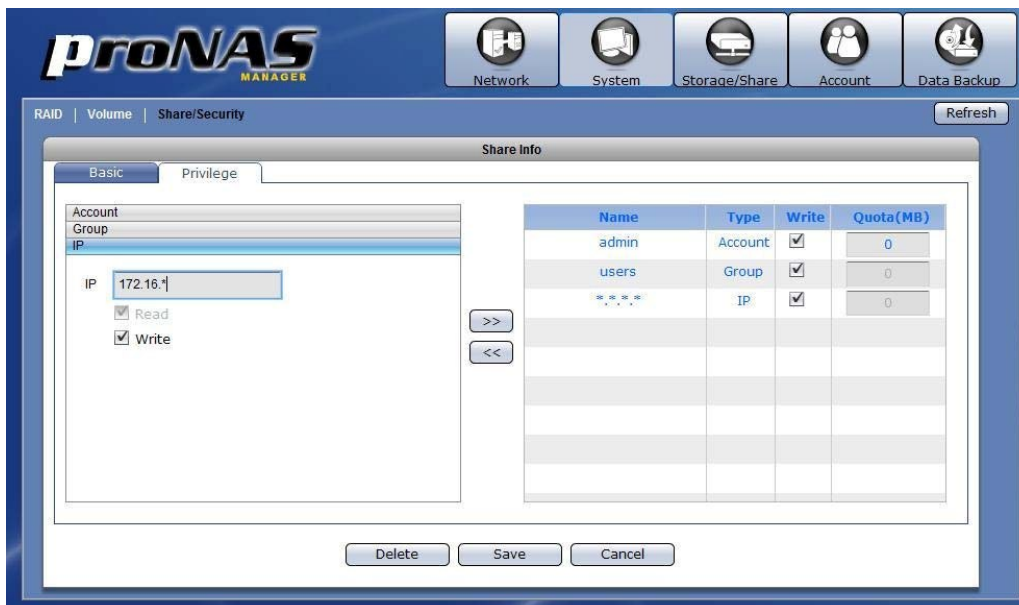 proNAS
MANAGER
Network System Storage/Share Account Data Backup
RAID | Volume | Share/Security Refresh
Share Info
Basic Privilege
Account
Group
IP
IP 172.16.*
Read
Write
>>
<<
Name Type Write Quota(MB)
admin Account 0
users Group 0
*.*.*.* IP 0
Delete Save Cancel